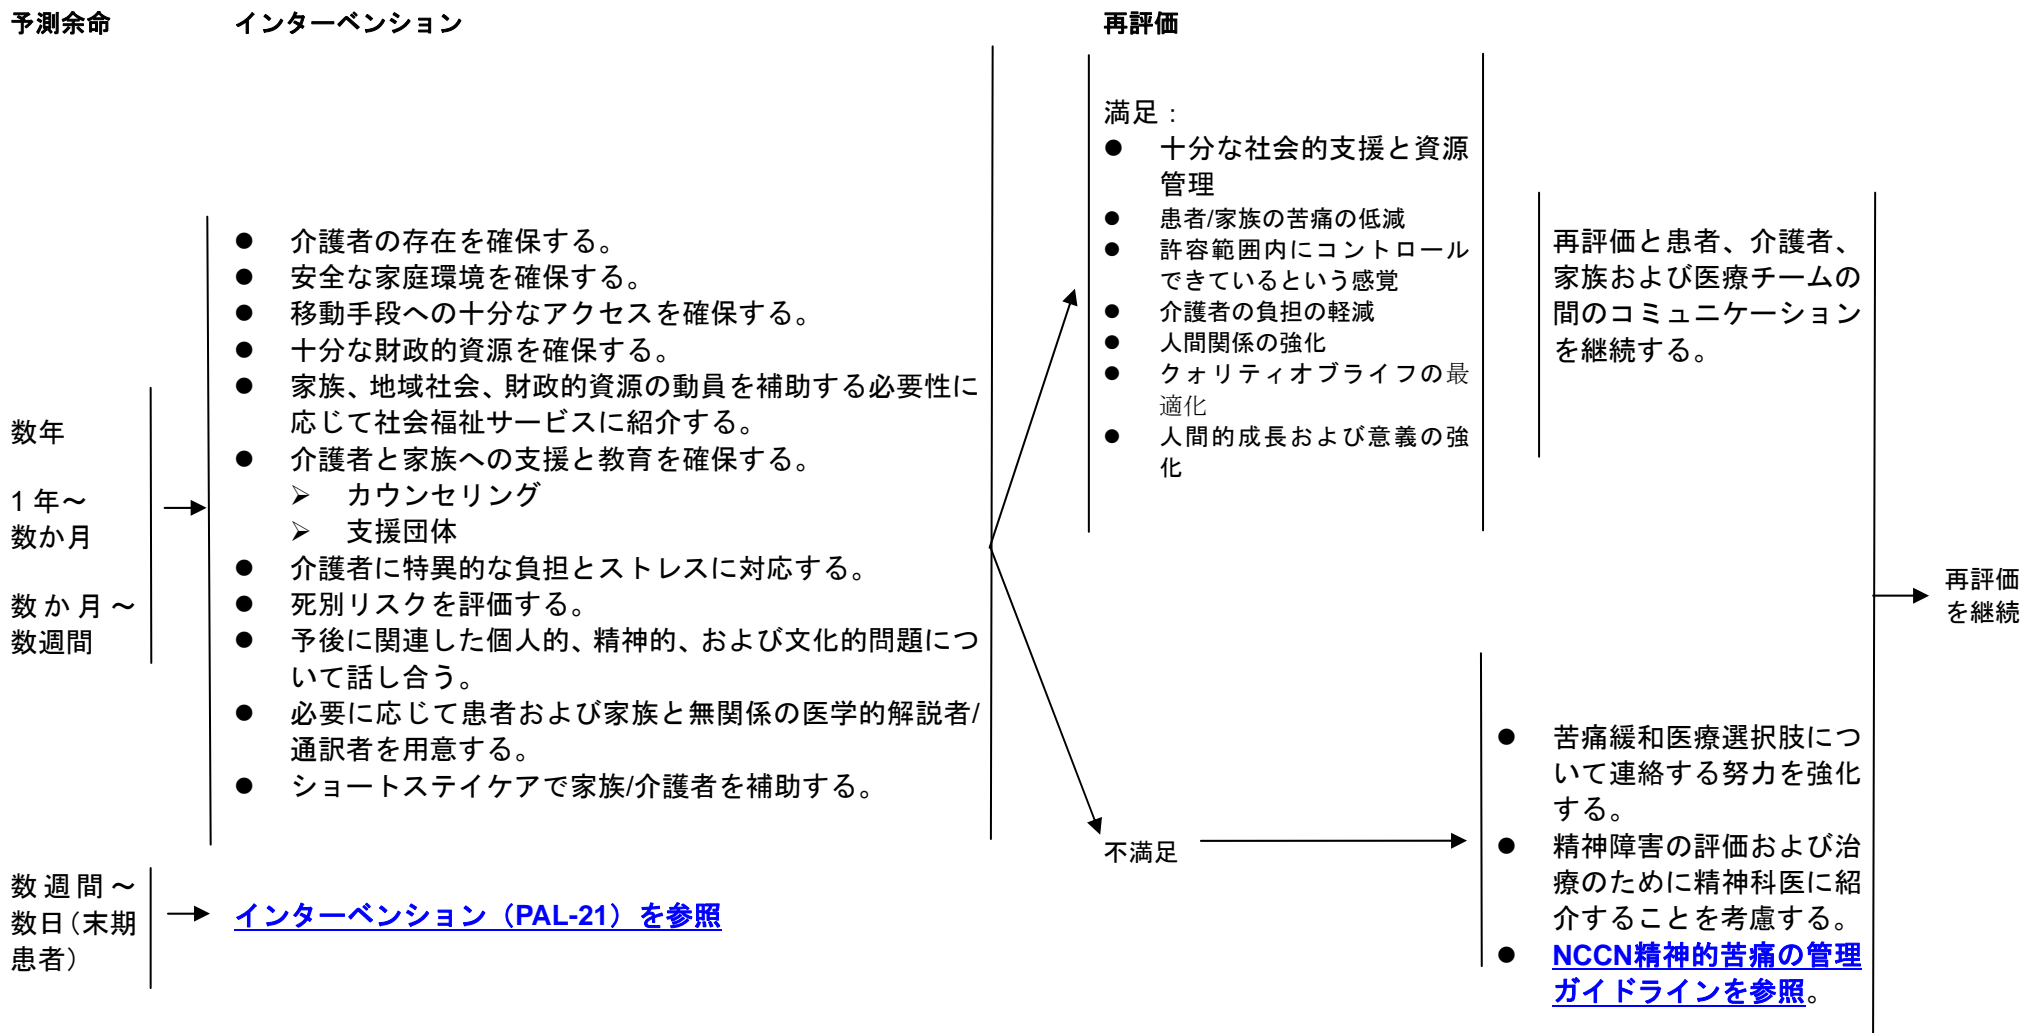 予測余命
インターベンション
再評価
数年
1 年～
数か月
数か月～
数週間
● 介護者の存在を確保する。
● 安全な家庭環境を確保する。
● 移動手段への十分なアクセスを確保する。
● 十分な財政的資源を確保する。
● 家族、地域社会、財政的資源の動員を補助する必要性に
応じて社会福祉サービスに紹介する。
● 介護者と家族への支援と教育を確保する。
➢ カウンセリング
➢ 支援団体
● 介護者に特異的な負担とストレスに対応する。
● 死別リスクを評価する。
● 予後に関連した個人的、精神的、および文化的問題につ
いて話し合う。
● 必要に応じて患者および家族と無関係の医学的解説者/
通訳者を用意する。
● ショートステイケアで家族/介護者を補助する。
数週間～
数日（末期
患者）
インターベンション（PAL-21）を参照
満足：
● 十分な社会的支援と資源
管理
● 患者/家族の苦痛の低減
● 許容範囲内にコントロール
できているという感覚
● 介護者の負担の軽減
● 人間関係の強化
● クォリティオブライフの最
適化
● 人間的成長および意義の強
化
再評価と患者、介護者、
家族および医療チームの
間のコミュニケーション
を継続する。
不満足
● 苦痛緩和医療選択肢につ
いて連絡する努力を強化
する。
● 精神障害の評価および治
療のために精神科医に紹
介することを考慮する。
● NCCN精神的苦痛の管理
ガイドラインを参照。
再評価
を継続